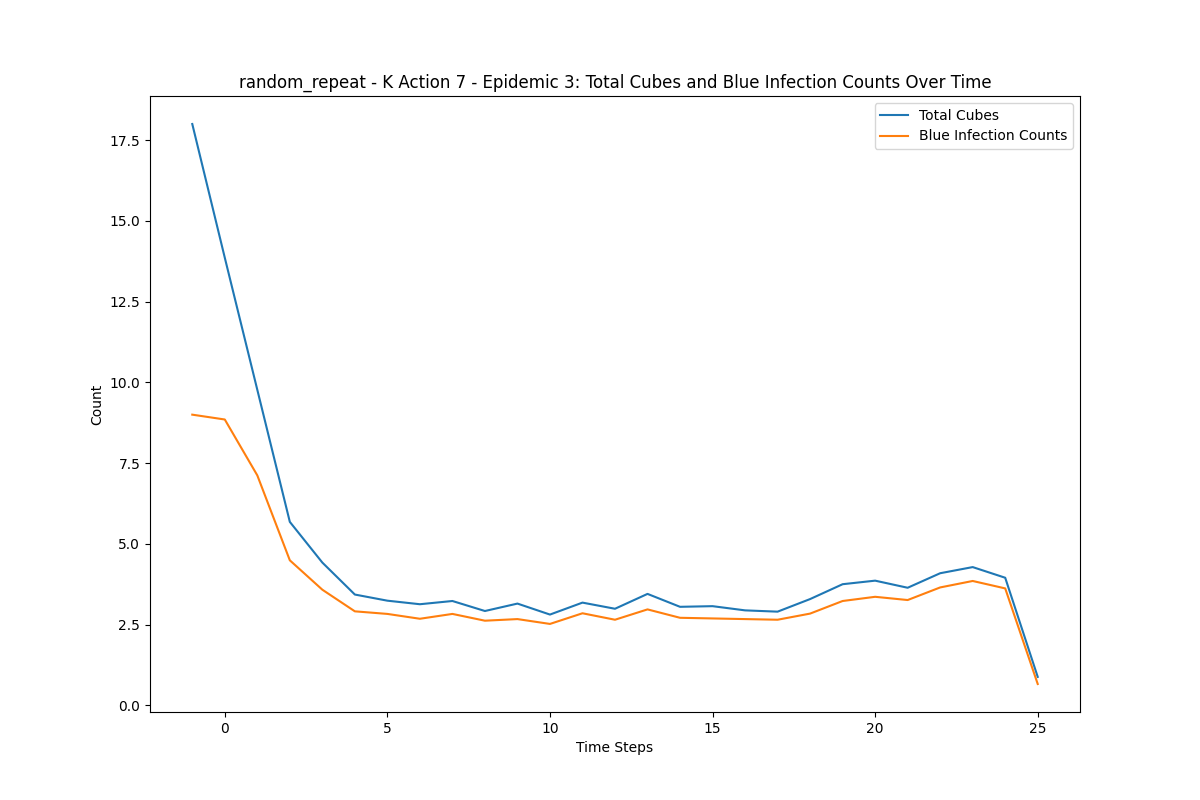 random_repeat - K Action 7 - Epidemic 3: Total Cubes and Blue Infection Counts Over Time
Total Cubes
Blue Infection Counts
17.5
15.0
12.5
10.0
7.5
5.0
2.5
0.0
Count
0 5 10 15 20 25
Time Steps